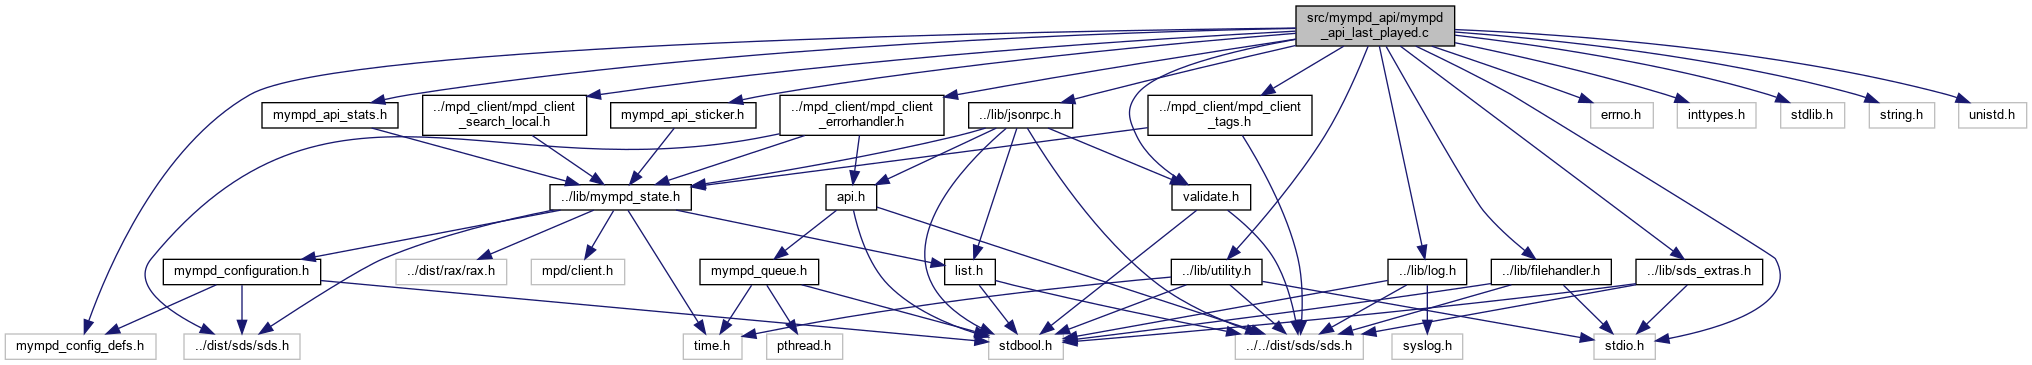 src/mympd_api/mympd
_api_last_played.c
mympd_api_stats.h
../mpd_client/mpd_client
_search_local.h
mympd_api_sticker.h
../mpd_client/mpd_client
_errorhandler.h
../lib/jsonrpc.h
../mpd_client/mpd_client
_tags.h
errno.h
inttypes.h
stdlib.h
string.h
unistd.h
../lib/mympd_state.h
api.h
validate.h
mympd_configuration.h
../dist/rax/rax.h
mpd/client.h
mympd_queue.h
list.h
../lib/utility.h
../lib/log.h
../lib/filehandler.h
../lib/sds_extras.h
mympd_config_defs.h
../dist/sds/sds.h
time.h
pthread.h
stdbool.h
../../dist/sds/sds.h
syslog.h
stdio.h